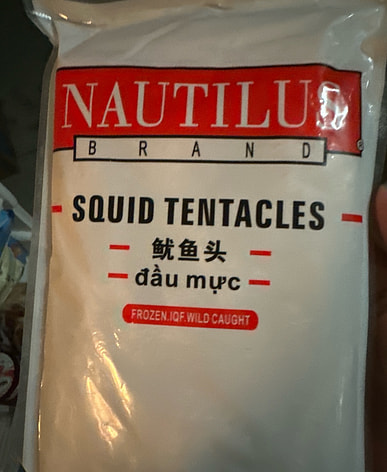 NAUTILUS
BRAND
SQUID TENTACLES
鱿鱼头
đầu mực
FROZEN.IQF.WILD CAUGHT